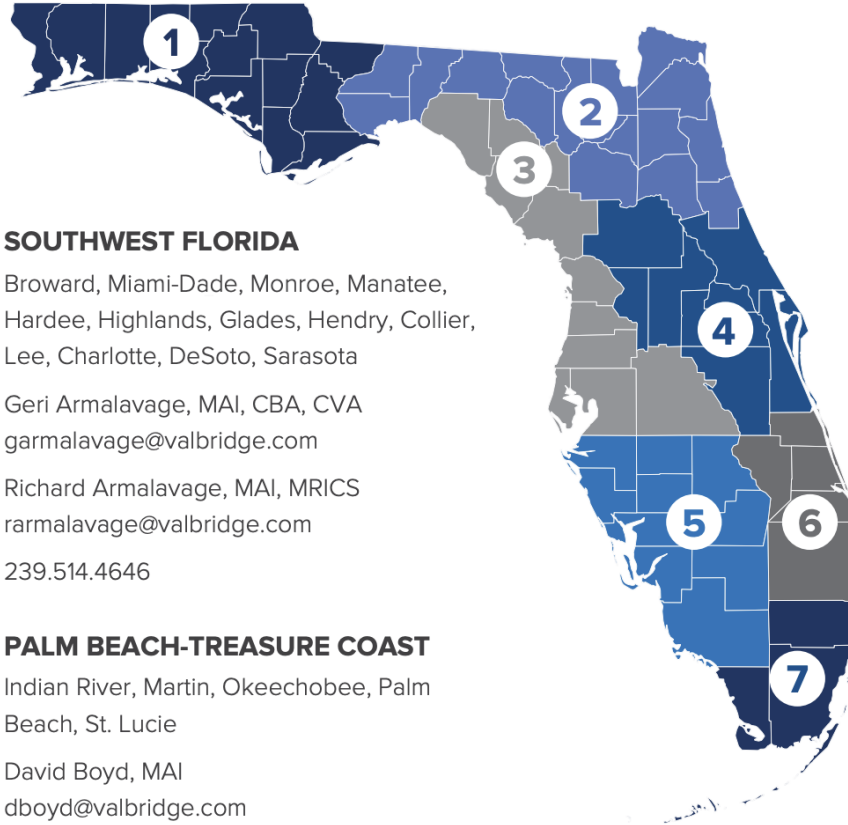 1
2
3
SOUTHWEST FLORIDA
Broward, Miami-Dade, Monroe, Manatee,
Hardee, Highlands, Glades, Hendry, Collier,
Lee, Charlotte, DeSoto, Sarasota
4
Geri Armalavage, MAI, CBA, CVA
garmalavage@valbridge.com
Richard Armalavage, MAI, MRICS
rarmalavage@valbridge.com
5
6
239.514.4646
PALM BEACH-TREASURE COAST
Indian River, Martin, Okeechobee, Palm
Beach, St. Lucie
7
David Boyd, MAI
dboyd@valbridge.com